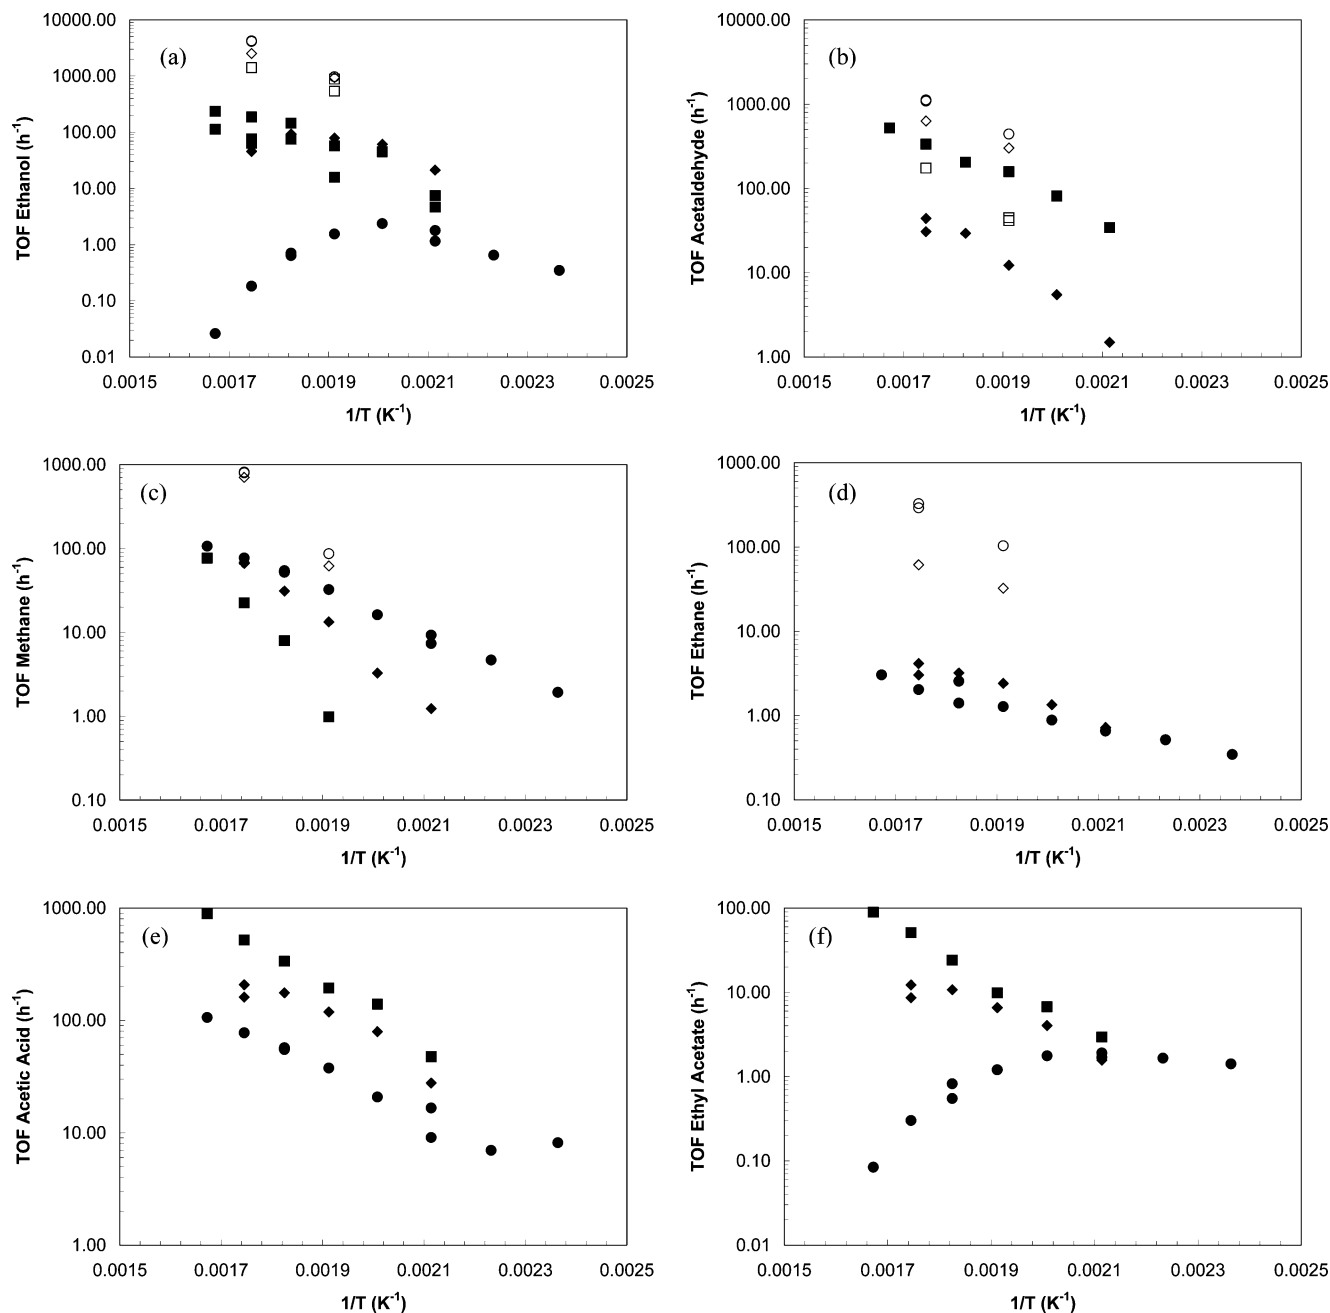 (a)
TOF Ethanol (h-1)
10000.00
1000.00
100.00
10.00
1.00
0.10
0.01
0.0015 0.0017 0.0019 0.0021 0.0023 0.0025
1/T (K-1)
(b)
TOF Acetaldehyde (h-1)
10000.00
1000.00
100.00
10.00
1.00
0.0015 0.0017 0.0019 0.0021 0.0023 0.0025
1/T (K-1)
(c)
TOF Methane (h-1)
1000.00
100.00
10.00
1.00
0.10
0.0015 0.0017 0.0019 0.0021 0.0023 0.0025
1/T (K-1)
(d)
TOF Ethane (h-1)
1000.00
100.00
10.00
1.00
0.10
0.0015 0.0017 0.0019 0.0021 0.0023 0.0025
1/T (K-1)
(e)
TOF Acetic Acid (h-1)
1000.00
100.00
10.00
1.00
0.0015 0.0017 0.0019 0.0021 0.0023 0.0025
1/T (K-1)
(f)
TOF Ethyl Acetate (h-1)
100.00
10.00
1.00
0.10
0.01
0.0015 0.0017 0.0019 0.0021 0.0023 0.0025
1/T (K-1)